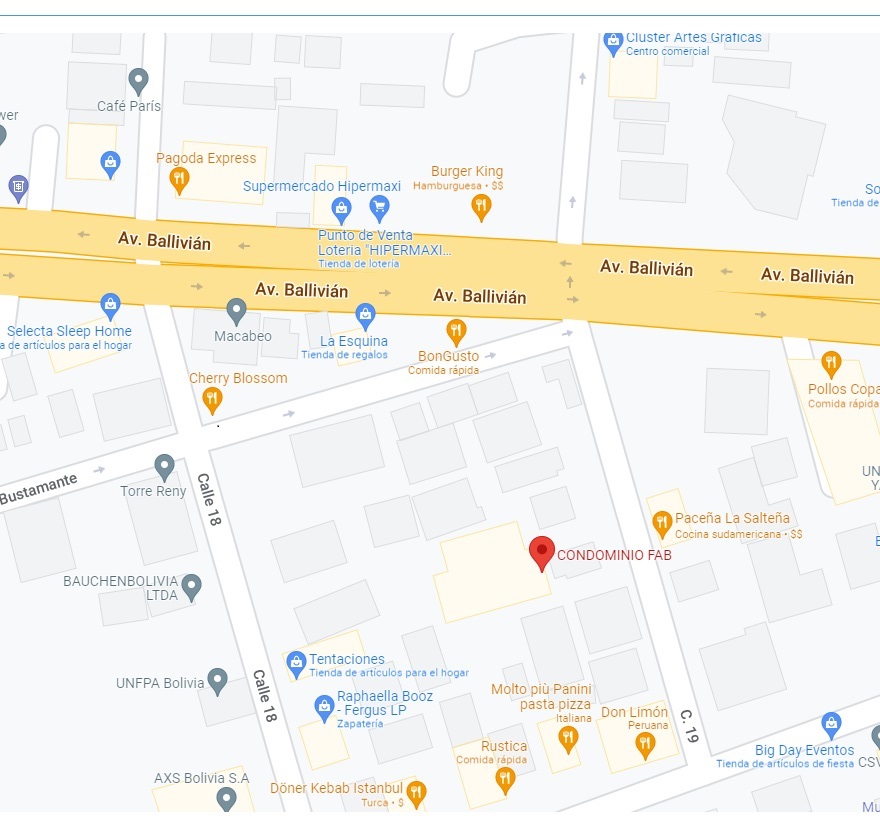 Cluster Artes Gráficas
Centro comercial
Café París
wer
Pagoda Express
Burger King
Hamburguesa • $$
Supermercado Hipermaxi
So
Tienda de
Punto de Venta
Loteria "HIPERMAXI...
Tienda de lotería
Av. Ballivián
Av. Ballivián
Av. Ballivián
Av. Ballivián
Av. Ballivián
Selecta Sleep Home
a de artículos para el hogar
Macabeo
La Esquina
Tienda de regalos
BonGusto
Comida rápida
Cherry Blossom
Pollos Copa
Comida rápida
Bustamante
Torre Reny
Calle 18
UN
Y.
Paceña La Salteña
Cocina sudamericana • $$
CONDOMINIO FAB
E
BAUCHENBOLIVIA
LTDA
Tentaciones
Tienda de artículos para el hogar
UNFPA Bolivia
Calle 18
Raphaella Booz
- Fergus LP
Zapatería
Molto più Panini
pasta pizza
Italiana
Don Limón
Peruana
C. 19
Rustica
Comida rápida
Big Day Eventos
Tienda de artículos de fiesta
CSV
AXS Bolivia S.A
Döner Kebab Istanbul
Turca • $
Mu